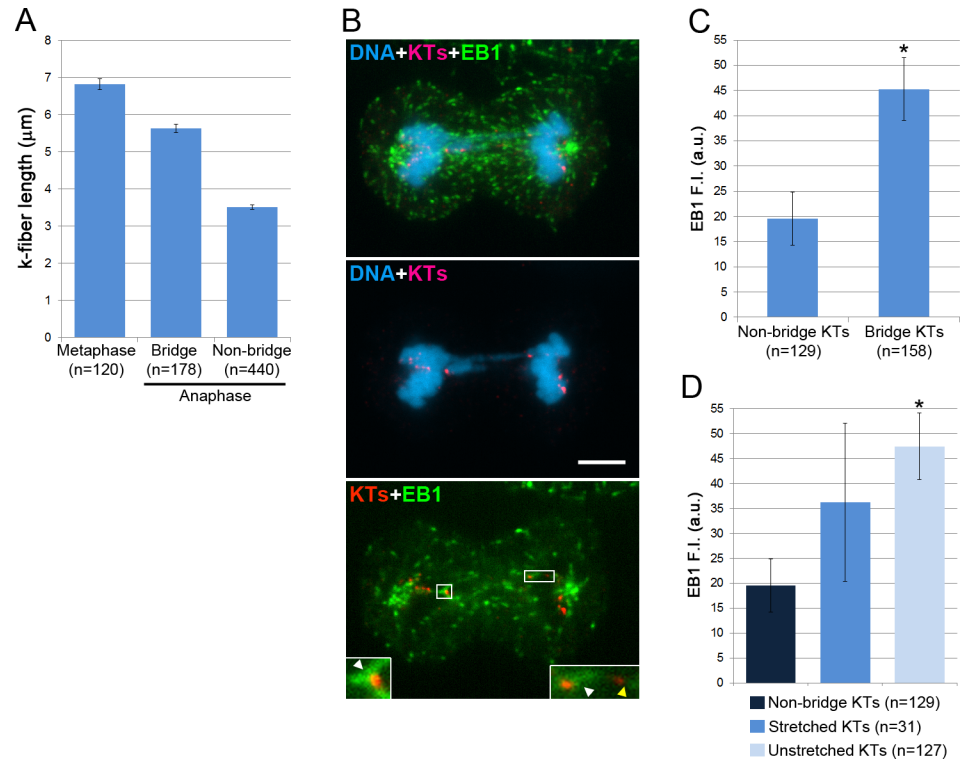 A
8
7
6
5
4
3
2
1
0
k-fiber length (μm)
Metaphase
(n=120)
Bridge
(n=178)
Non-bridge
(n=440)
Anaphase
B
DNA+KTs+EB1
DNA+KTs
KTs+EB1
C
55
50
45
40
35
30
25
20
15
10
5
0
EB1 F.I. (a.u.)
*
Non-bridge KTs
(n=129)
Bridge KTs
(n=158)
D
55
50
45
40
35
30
25
20
15
10
5
0
EB1 F.I. (a.u.)
*
Non-bridge KTs (n=129)
Stretched KTs (n=31)
Unstretched KTs (n=127)